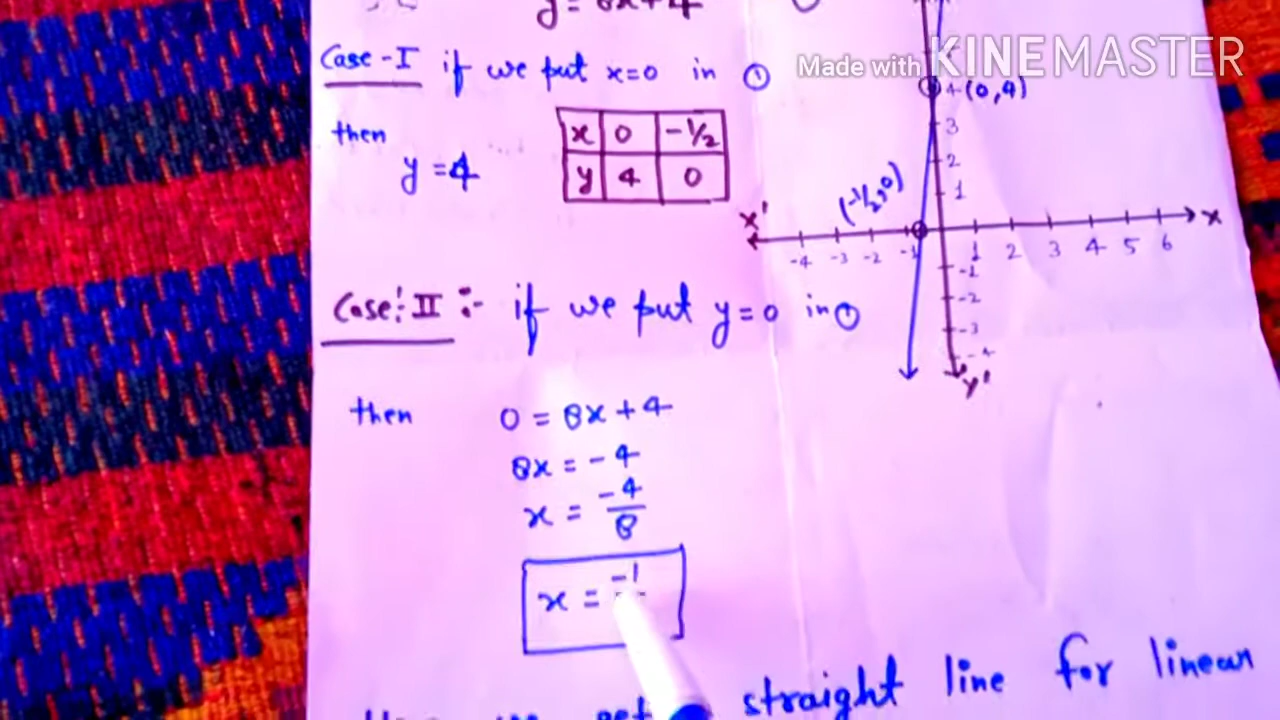 y = 8x+4
Case-I if we put x=0 in ①
then
y = 4
x 0 -1/2
y 4 0
Made with KINEMASTER
4 (0,4)
3
2
1
(-1/2, 0)
X' X
-4 -3 -2 -1 1 2 3 4 5 6
-1
-2
-3
-4
Y'
Case:-II :- if we put y=0 in ①
then 0 = 8x+4
8x = -4
x = -4/8
x = -1
straight line for linear